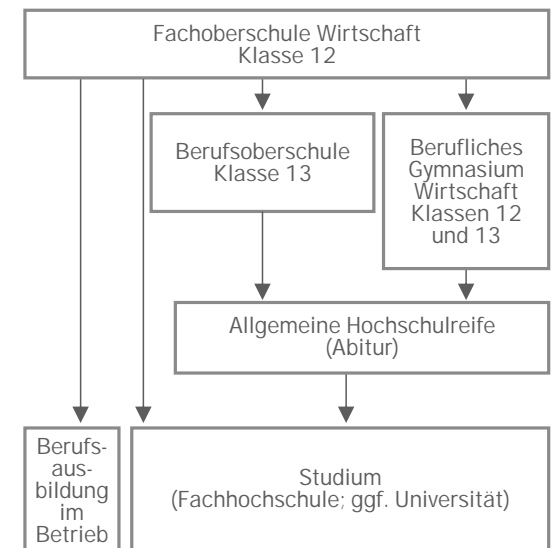 Fachoberschule Wirtschaft
Klasse 12
Berufsoberschule
Klasse 13
Berufliches
Gymnasium
Wirtschaft
Klassen 12
und 13
Allgemeine Hochschulreife
(Abitur)
Berufs-
aus-
bildung
im
Betrieb
Studium
(Fachhochschule; ggf. Universität)